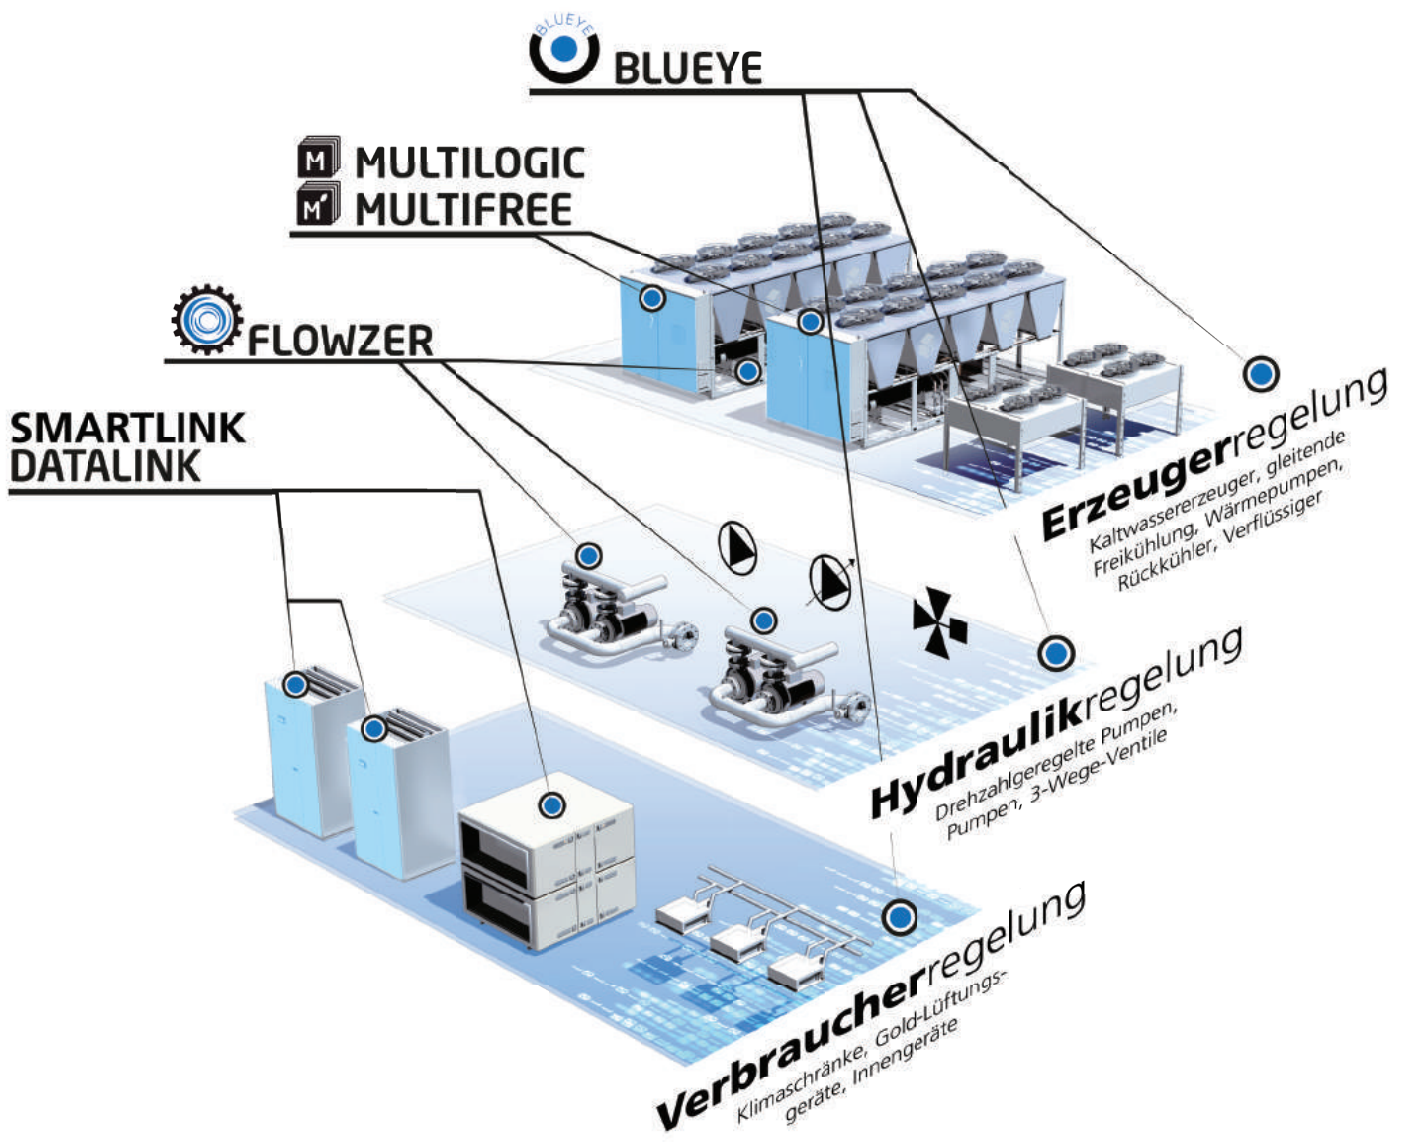 BLUEYE
BLUEYE
M MULTILOGIC
M MULTIFREE
FLOWZER
SMARTLINK
DATALINK
Erzeugerregelung
Kaltwassererzeuger, gleitende
Freikühlung, Wärmepumpen,
Rückkühler, Verflüssiger
Hydraulikregelung
Drehzahlgeregelte Pumpen,
Pumpen, 3-Wege-Ventile
Verbraucherregelung
Klimaschränke, Gold-Lüftungs-
geräte, Innengeräte